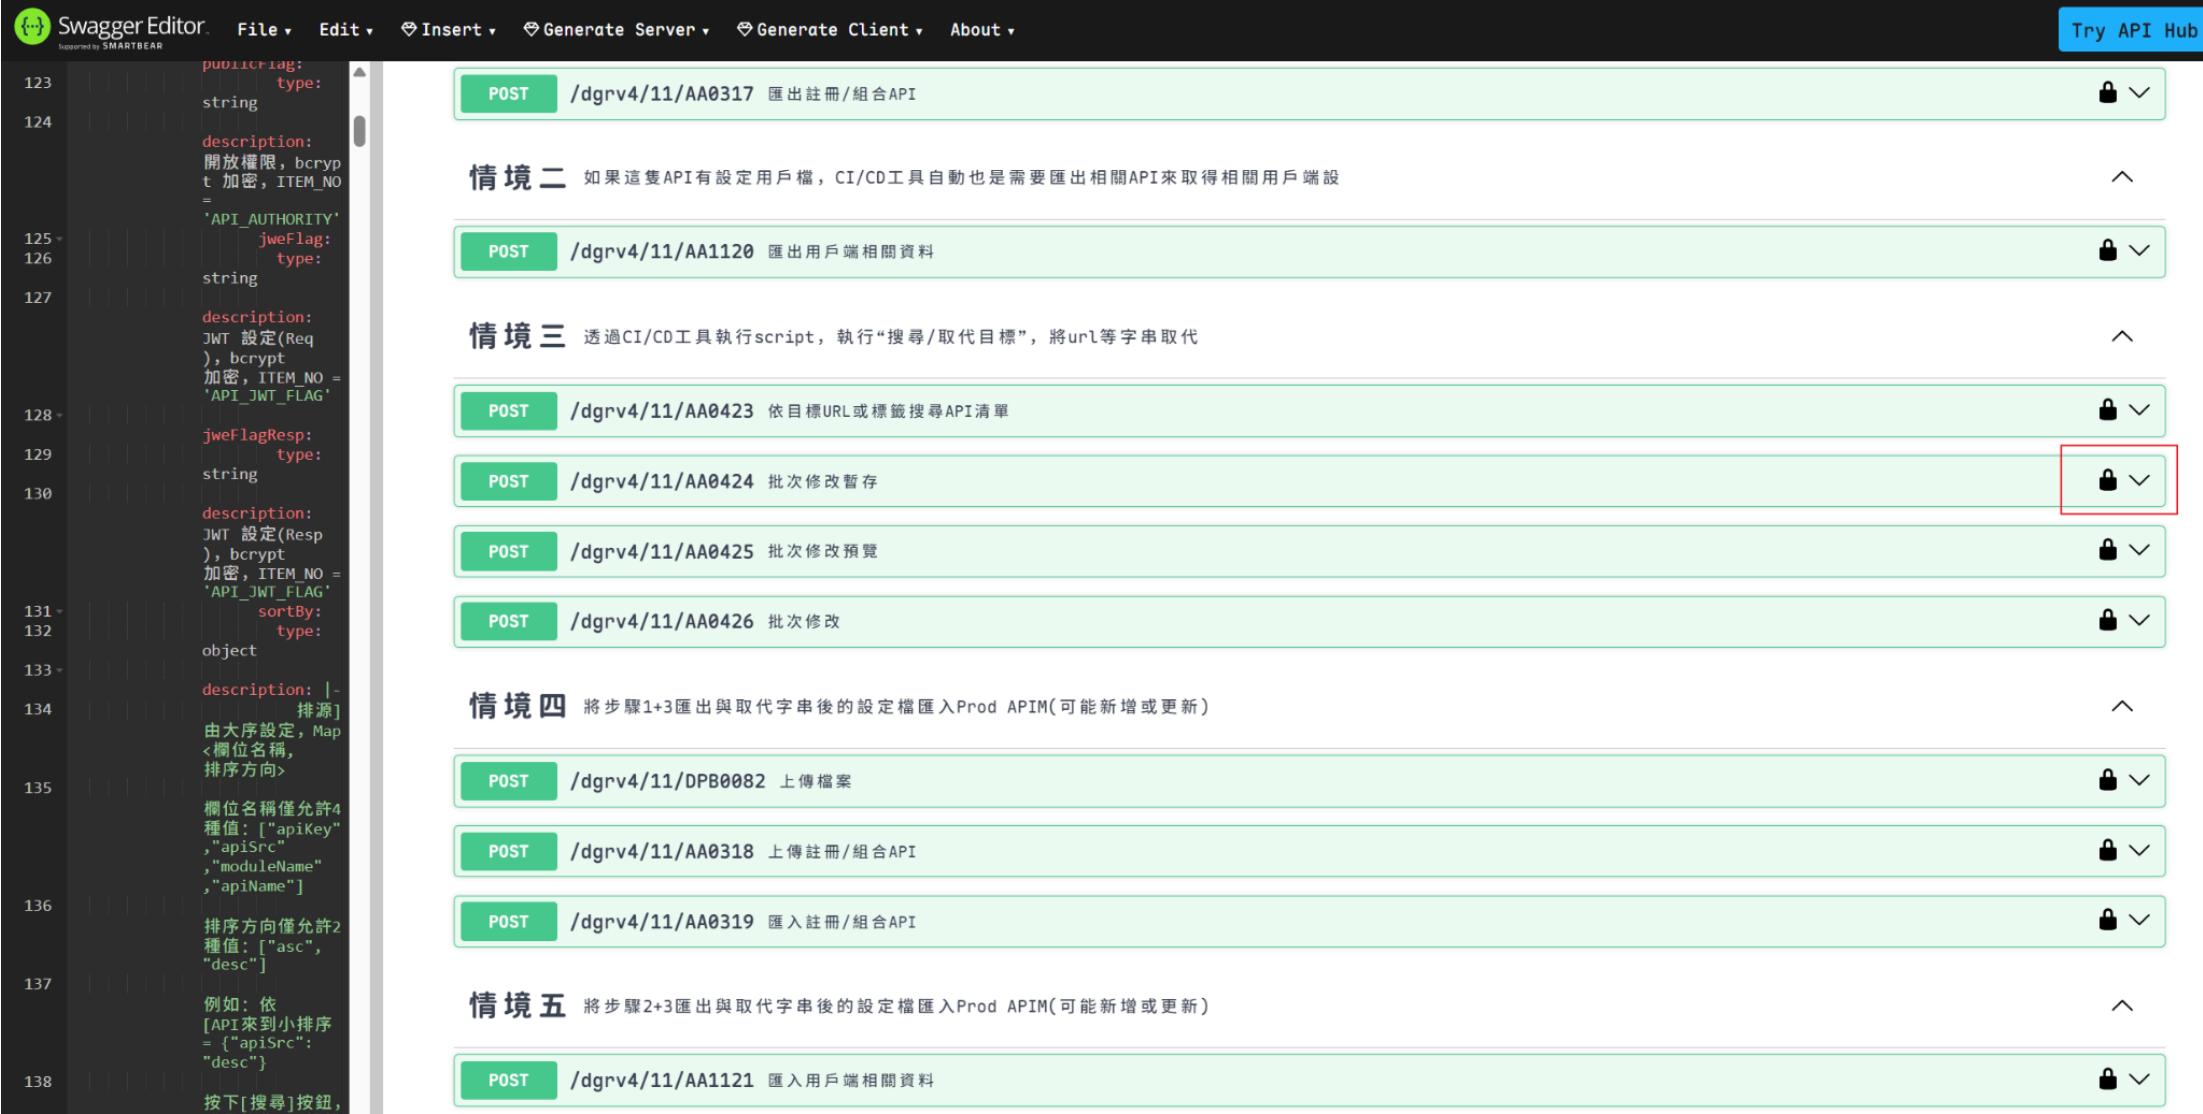 Swagger Editor
Supported by SMARTBEAR
File
Edit
Insert
Generate Server
Generate Client
About
Try API Hub
publicFlag:
123 type:
string
124
description:
開放權限, bcryp
t 加密, ITEM_NO
=
'API_AUTHORITY'
125 jweFlag:
126 type:
string
127
description:
JWT 設定(Req
), bcrypt
加密, ITEM_NO =
'API_JWT_FLAG'
128
jweFlagResp:
129 type:
string
130
description:
JWT 設定(Resp
), bcrypt
加密, ITEM_NO =
'API_JWT_FLAG'
131 sortBy:
132 type:
object
133
description: |-
134 排源]
由大序設定, Map
<欄位名稱,
排序方向>
135
欄位名稱僅允許4
種值: ["apiKey"
,"apiSrc"
,"moduleName"
,"apiName"]
136
排序方向僅允許2
種值: ["asc",
"desc"]
137
例如: 依
[API來到小排序
= {"apiSrc":
"desc"}
138
按下[搜尋]按鈕,
POST /dgrv4/11/AA0317 匯出註冊/組合API
情境二 如果這隻API有設定用戶檔, CI/CD工具自動也是需要匯出相關API來取得相關用戶端設
POST /dgrv4/11/AA1120 匯出用戶端相關資料
情境三 透過CI/CD工具執行script, 執行“搜尋/取代目標”, 將url等字串取代
POST /dgrv4/11/AA0423 依目標URL或標籤搜尋API清單
POST /dgrv4/11/AA0424 批次修改暫存
POST /dgrv4/11/AA0425 批次修改預覽
POST /dgrv4/11/AA0426 批次修改
情境四 將步驟1+3匯出與取代字串後的設定檔匯入Prod APIM(可能新增或更新)
POST /dgrv4/11/DPB0082 上傳檔案
POST /dgrv4/11/AA0318 上傳註冊/組合API
POST /dgrv4/11/AA0319 匯入註冊/組合API
情境五 將步驟2+3匯出與取代字串後的設定檔匯入Prod APIM(可能新增或更新)
POST /dgrv4/11/AA1121 匯入用戶端相關資料